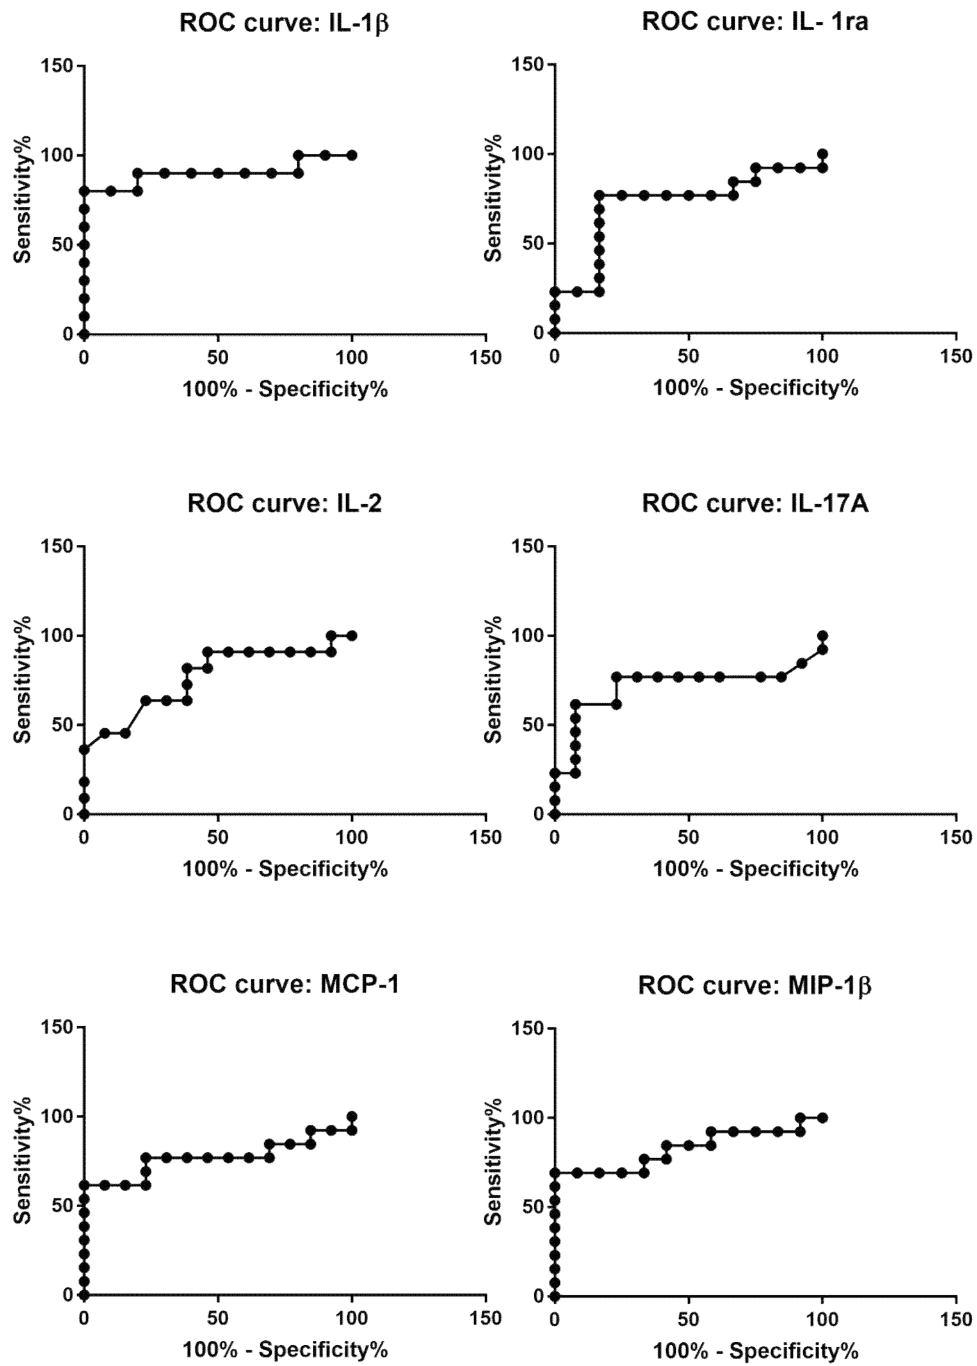 ROC curve: IL-1β
150
100
50
0
Sensitivity%
0 50 100 150
100% - Specificity%
ROC curve: IL- 1ra
150
100
50
0
Sensitivity%
0 50 100 150
100% - Specificity%
ROC curve: IL-2
150
100
50
0
Sensitivity%
0 50 100 150
100% - Specificity%
ROC curve: IL-17A
150
100
50
0
Sensitivity%
0 50 100 150
100% - Specificity%
ROC curve: MCP-1
150
100
50
0
Sensitivity%
0 50 100 150
100% - Specificity%
ROC curve: MIP-1β
150
100
50
0
Sensitivity%
0 50 100 150
100% - Specificity%